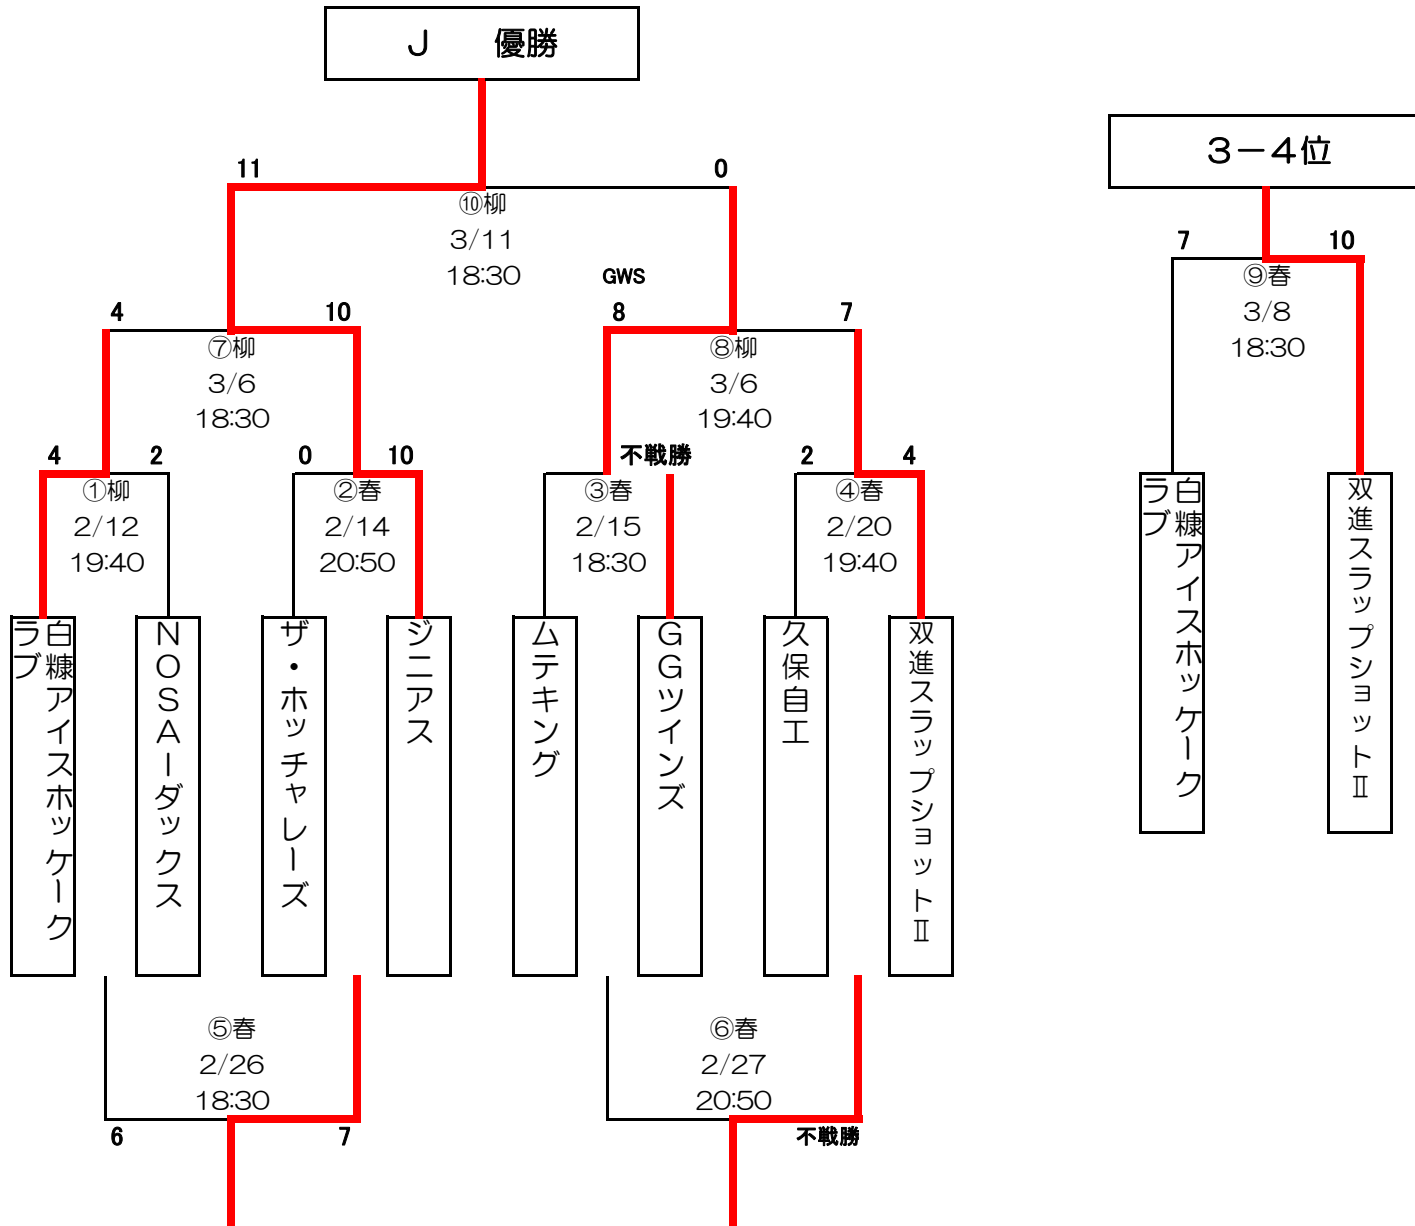 J 優勝
3－4位
11
0
⑩柳
3/11
18:30
7
10
⑨春
3/8
18:30
GWS
4
10
⑦柳
3/6
18:30
8
7
⑧柳
3/6
19:40
4
2
①柳
2/12
19:40
0
10
②春
2/14
20:50
不戦勝
③春
2/15
18:30
2
4
④春
2/20
19:40
白糠アイスホッケーク
ラブ
NOSAIダックス
ザ・ホッチャレーズ
ジニアス
ムテキング
GGツインズ
久保自工
双進スラップショットⅡ
白糠アイスホッケーク
ラブ
双進スラップショットⅡ
⑤春
2/26
18:30
6
7
⑥春
2/27
20:50
不戦勝